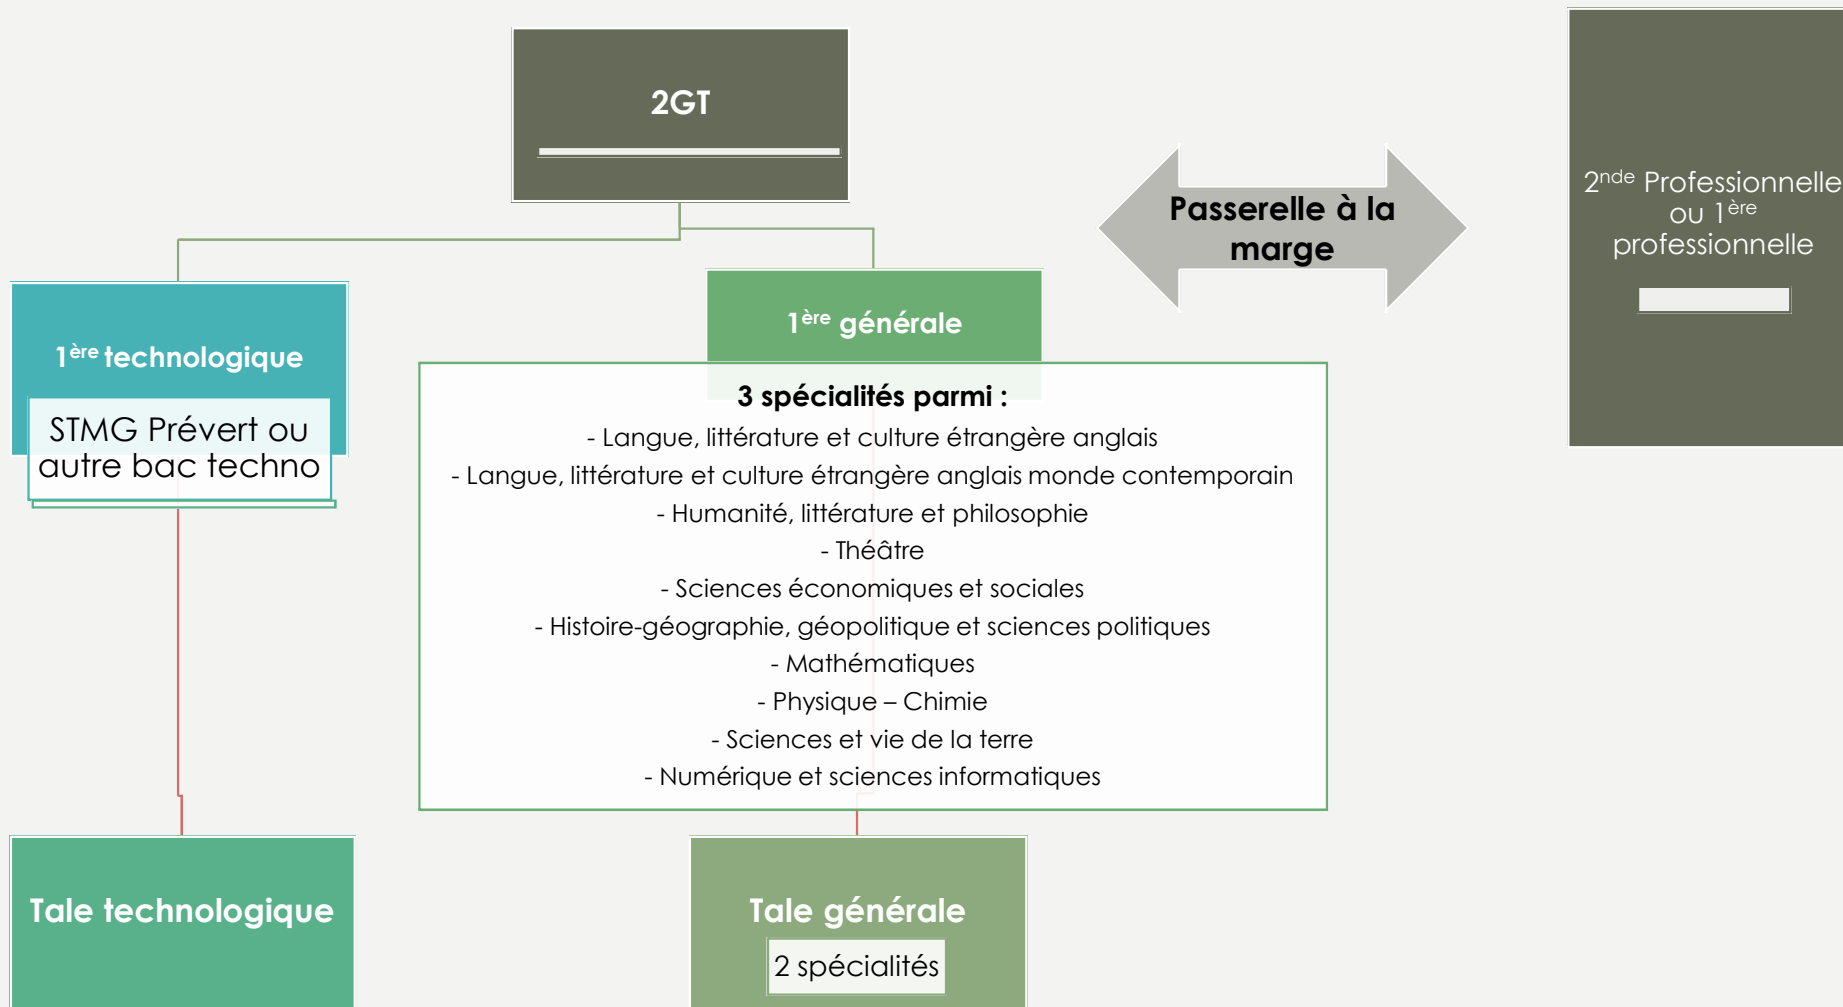 2GT
Passerelle à la
marge
2nde Professionnelle
ou 1ère
professionnelle
1ère technologique
STMG Prévert ou
autre bac techno
1ère générale
3 spécialités parmi :
- Langue, littérature et culture étrangère anglais
- Langue, littérature et culture étrangère anglais monde contemporain
- Humanité, littérature et philosophie
- Théâtre
- Sciences économiques et sociales
- Histoire-géographie, géopolitique et sciences politiques
- Mathématiques
- Physique – Chimie
- Sciences et vie de la terre
- Numérique et sciences informatiques
Tale technologique
Tale générale
2 spécialités